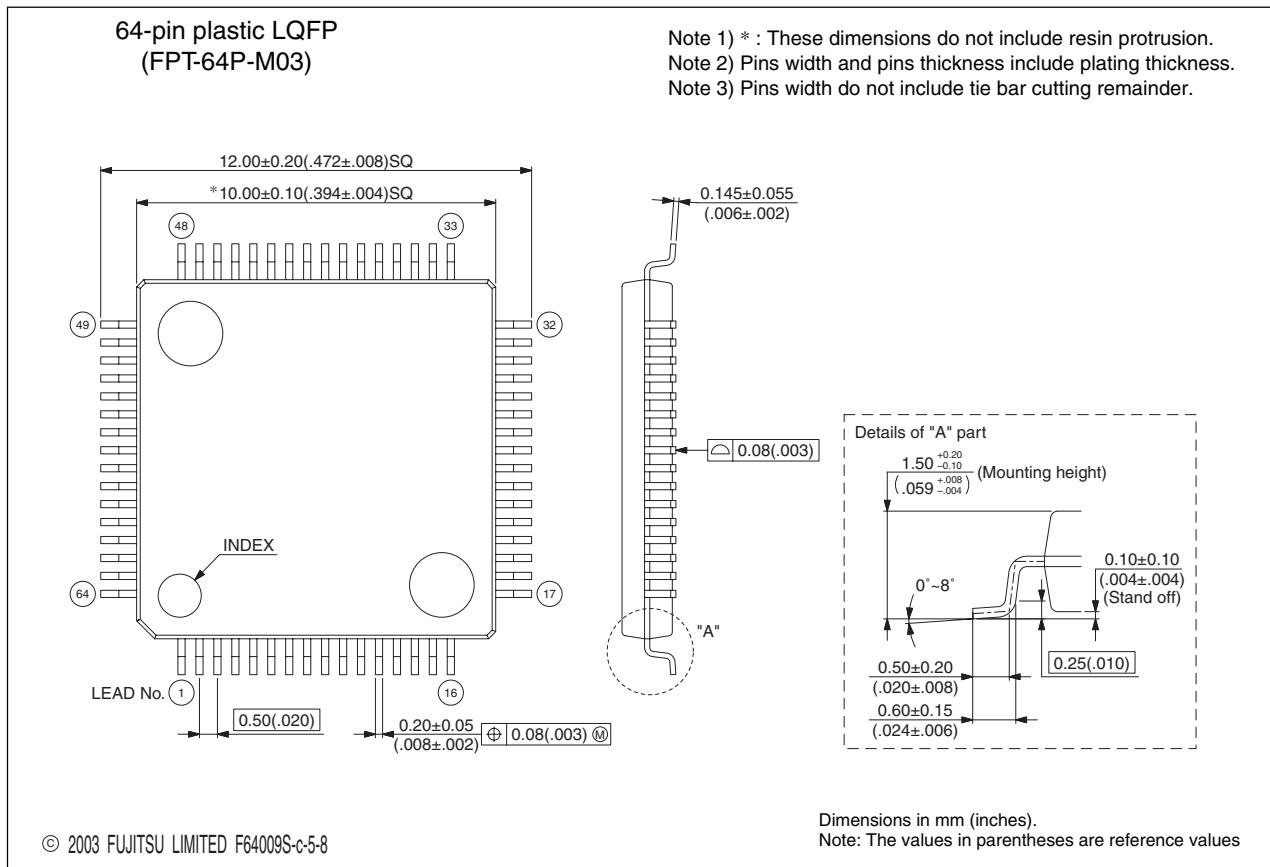 64-pin plastic LQFP
(FPT-64P-M03)
Note 1) * : These dimensions do not include resin protrusion.
Note 2) Pins width and pins thickness include plating thickness.
Note 3) Pins width do not include tie bar cutting remainder.
12.00±0.20(.472±.008)SQ
*10.00±0.10(.394±.004)SQ
0.145±0.055
(.006±.002)
48
33
49
32
0.08(.003)
Details of "A" part
1.50 +0.20 –0.10
(Mounting height)
(.059 +.008 –.004)
INDEX
0.10±0.10
(.004±.004)
(Stand off)
0˚~8˚
64
17
"A"
0.25(.010)
0.50±0.20
(.020±.008)
LEAD No.
1
16
0.60±0.15
(.024±.006)
0.50(.020)
0.20±0.05
(.008±.002)
⌖ 0.08(.003) Ⓜ
© 2003 FUJITSU LIMITED F64009S-c-5-8
Dimensions in mm (inches).
Note: The values in parentheses are reference values